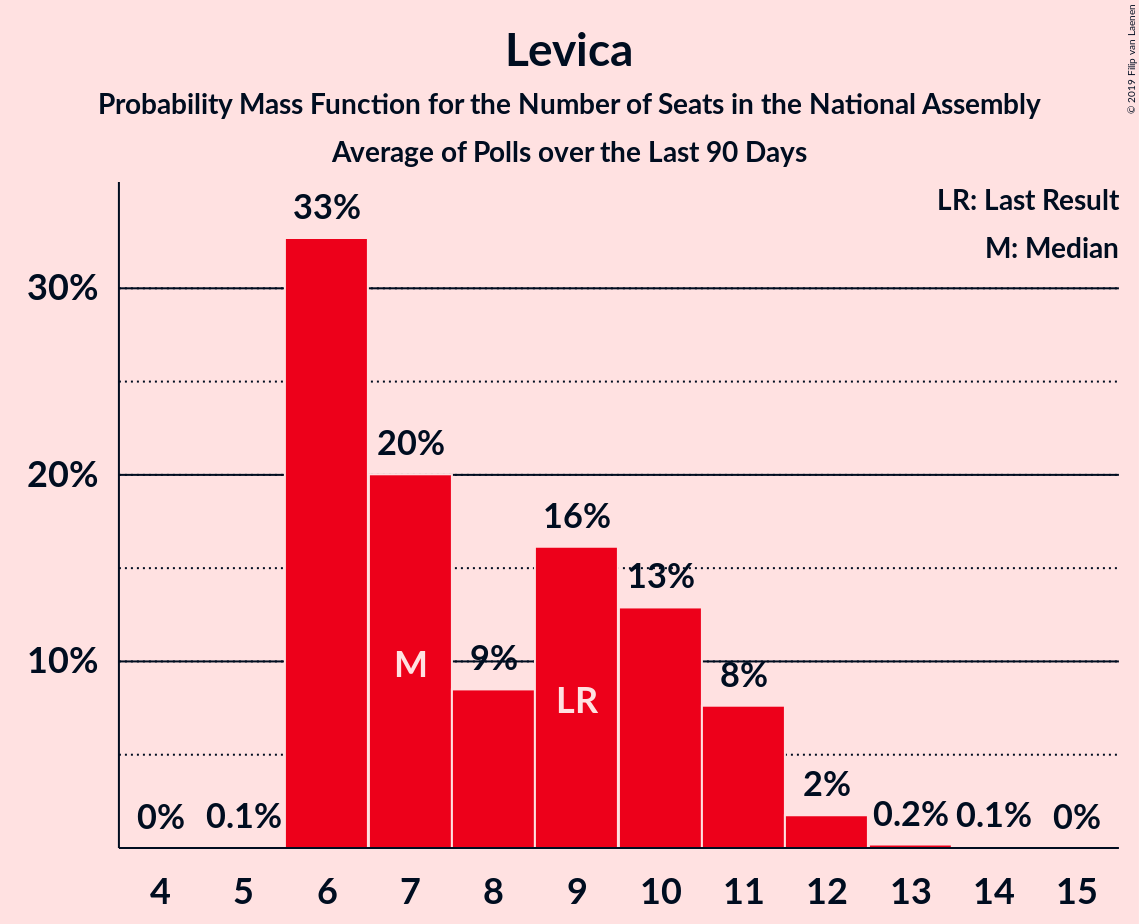 Levica
Probability Mass Function for the Number of Seats in the National Assembly
Average of Polls over the Last 90 Days
© 2019 Filip van Laenen
LR: Last Result
M: Median
33%
30%
20%
20%
16%
13%
10%
9%
8%
M
LR
2%
0%
0.1%
0.2%
0.1%
0%
4 5 6 7 8 9 10 11 12 13 14 15